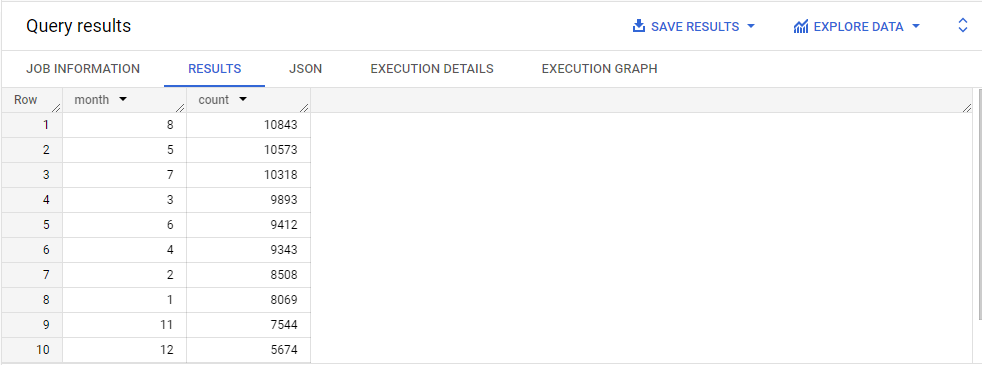 Query results SAVE RESULTS EXPLORE DATA
JOB INFORMATION RESULTS JSON EXECUTION DETAILS EXECUTION GRAPH
Row month count
1 8 10843
2 5 10573
3 7 10318
4 3 9893
5 6 9412
6 4 9343
7 2 8508
8 1 8069
9 11 7544
10 12 5674